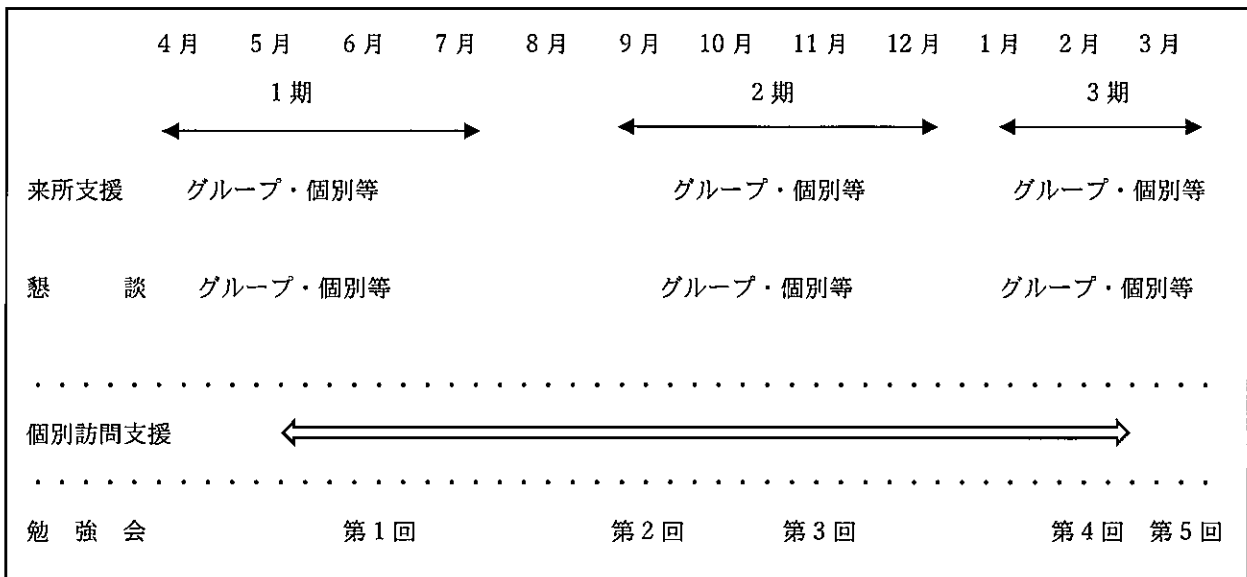 4月 5月 6月 7月 8月 9月 10月 11月 12月 1月 2月 3月
1期 2期 3期
来所支援 グループ・個別等 グループ・個別等 グループ・個別等
懇 談 グループ・個別等 グループ・個別等 グループ・個別等
個別訪問支援
勉 強 会 第1回 第2回 第3回 第4回 第5回